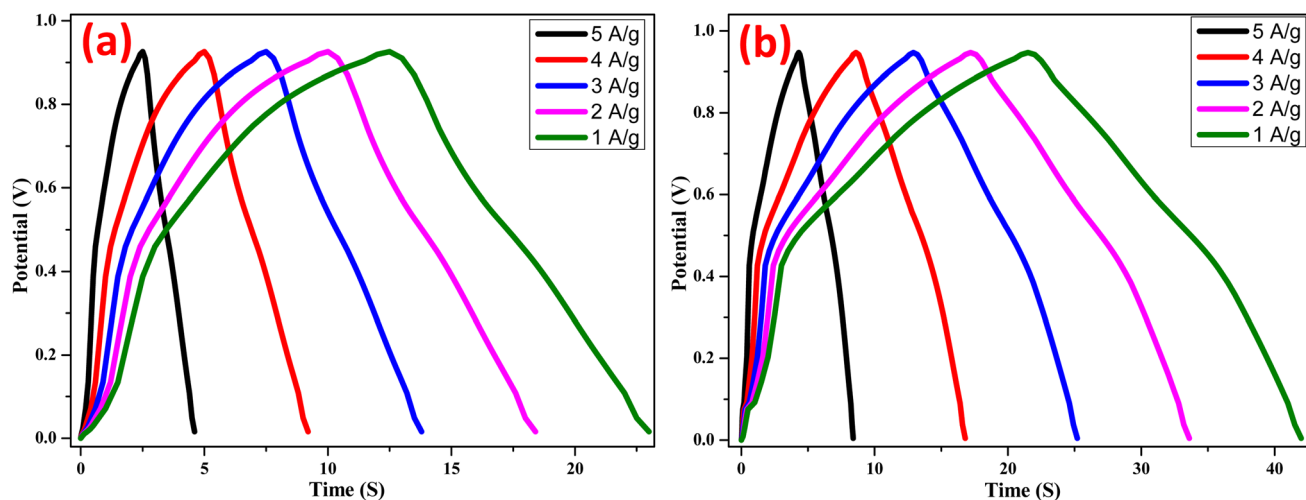 (a)
5 A/g
4 A/g
3 A/g
2 A/g
1 A/g
1.0
0.8
0.6
0.4
0.2
0.0
Potential (V)
0 5 10 15 20
Time (S)
(b)
5 A/g
4 A/g
3 A/g
2 A/g
1 A/g
1.0
0.8
0.6
0.4
0.2
0.0
Potential (V)
0 10 20 30 40
Time (S)